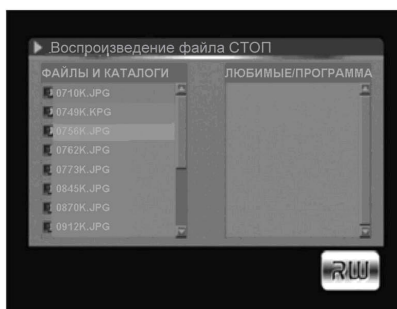 Воспроизведение файла СТОП
ФАЙЛЫ И КАТАЛОГИ
ЛЮБИМЫЕ/ПРОГРАММА
0710K.JPG
0749K.KPG
0756K.JPG
0762K.JPG
0773K.JPG
0845K.JPG
0870K.JPG
0912K.JPG
RW